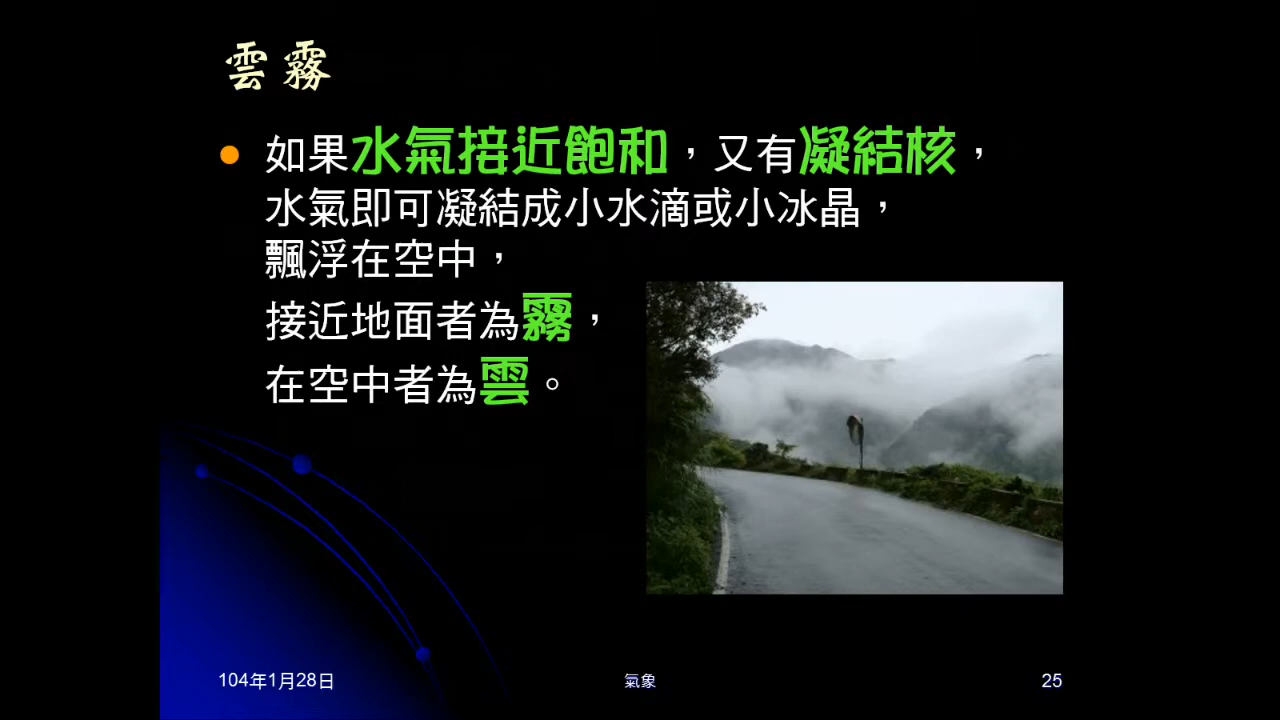 雲霧
如果水氣接近飽和，又有凝結核，
水氣即可凝結成小水滴或小冰晶，
飄浮在空中，
接近地面者為霧，
在空中者為雲。
104年1月28日
氣象
25